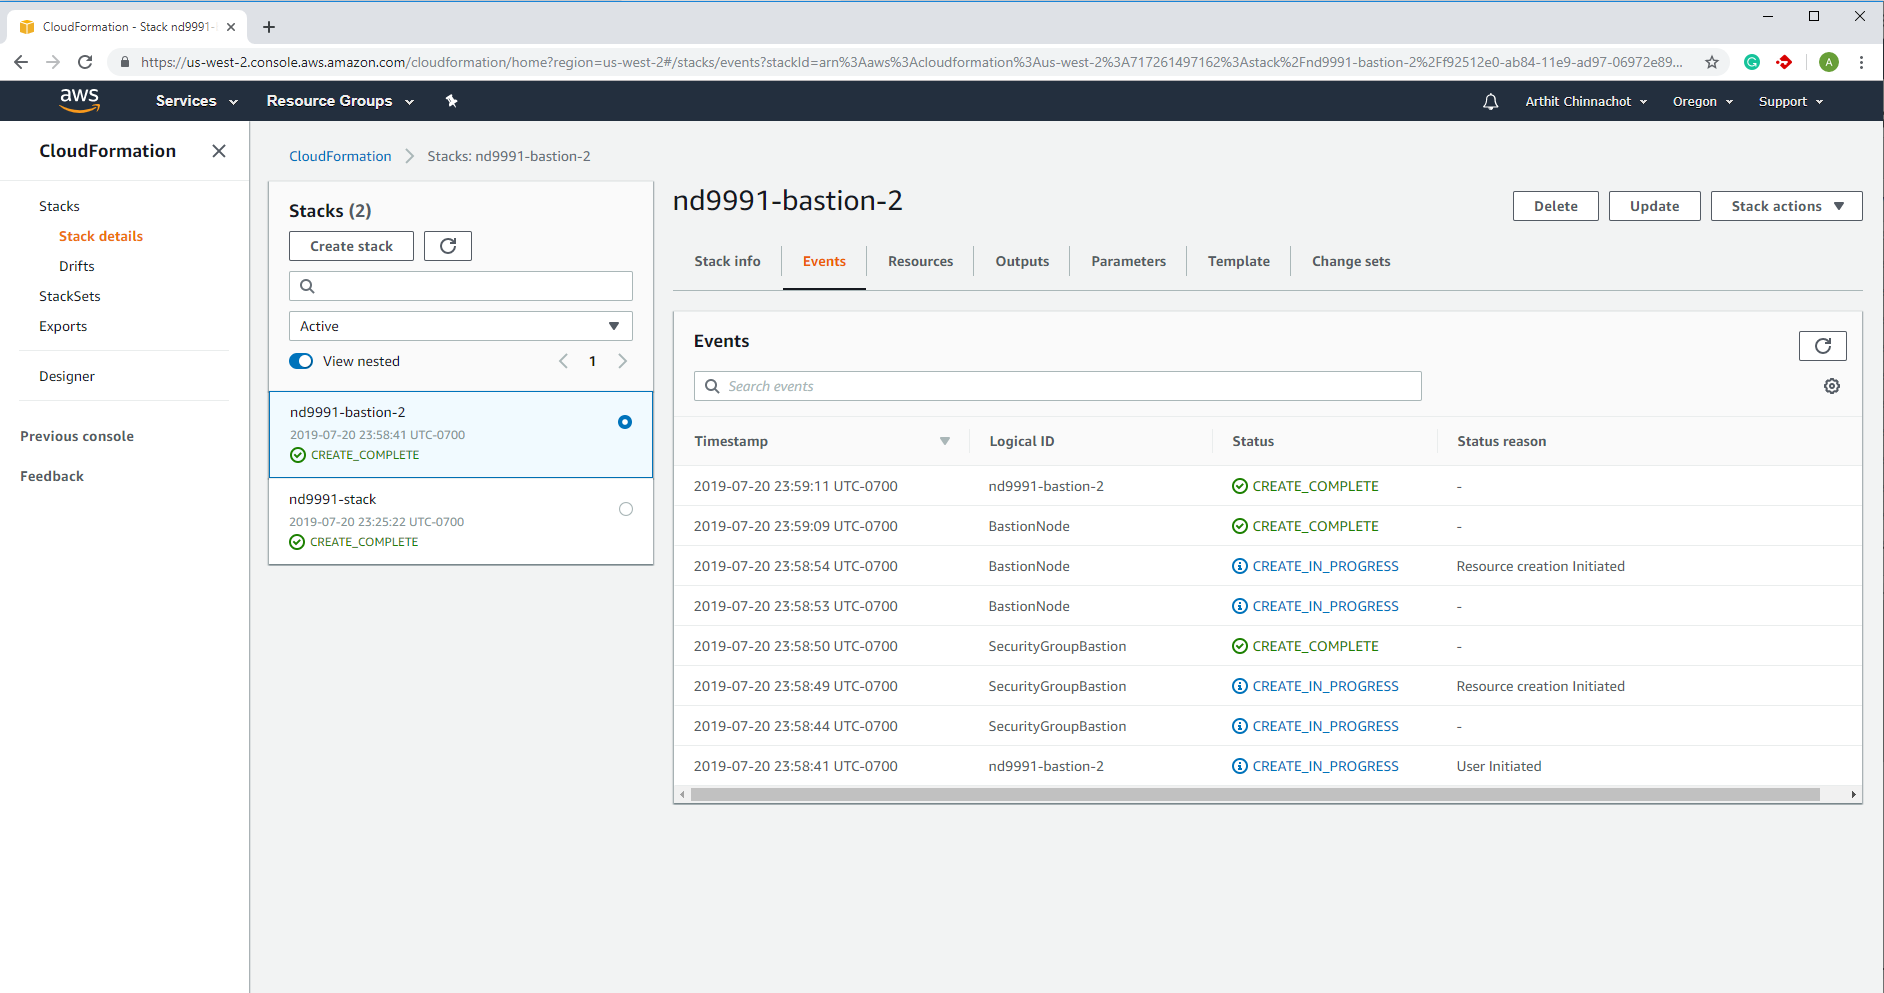 CloudFormation - Stack nd9991-
https://us-west-2.console.aws.amazon.com/cloudformation/home?region=us-west-2#/stacks/events?stackId=arn%3Aaws%3Acloudformation%3Aus-west-2%3A717261497162%3Astack%2Fnd9991-bastion-2%2Ff92512e0-ab84-11e9-ad97-06972e89...
A
aws
Services
Resource Groups
Arthit Chinnachot
Oregon
Support
CloudFormation
Stacks
Stack details
Drifts
StackSets
Exports
Designer
Previous console
Feedback
CloudFormation
Stacks: nd9991-bastion-2
Stacks (2)
Create stack
Active
View nested
1
nd9991-bastion-2
2019-07-20 23:58:41 UTC-0700
CREATE_COMPLETE
nd9991-stack
2019-07-20 23:25:22 UTC-0700
CREATE_COMPLETE
nd9991-bastion-2
Delete
Update
Stack actions
Stack info
Events
Resources
Outputs
Parameters
Template
Change sets
Events
Search events
Timestamp Logical ID Status Status reason
2019-07-20 23:59:11 UTC-0700 nd9991-bastion-2 CREATE_COMPLETE -
2019-07-20 23:59:09 UTC-0700 BastionNode CREATE_COMPLETE -
2019-07-20 23:58:54 UTC-0700 BastionNode CREATE_IN_PROGRESS Resource creation Initiated
2019-07-20 23:58:53 UTC-0700 BastionNode CREATE_IN_PROGRESS -
2019-07-20 23:58:50 UTC-0700 SecurityGroupBastion CREATE_COMPLETE -
2019-07-20 23:58:49 UTC-0700 SecurityGroupBastion CREATE_IN_PROGRESS Resource creation Initiated
2019-07-20 23:58:44 UTC-0700 SecurityGroupBastion CREATE_IN_PROGRESS -
2019-07-20 23:58:41 UTC-0700 nd9991-bastion-2 CREATE_IN_PROGRESS User Initiated